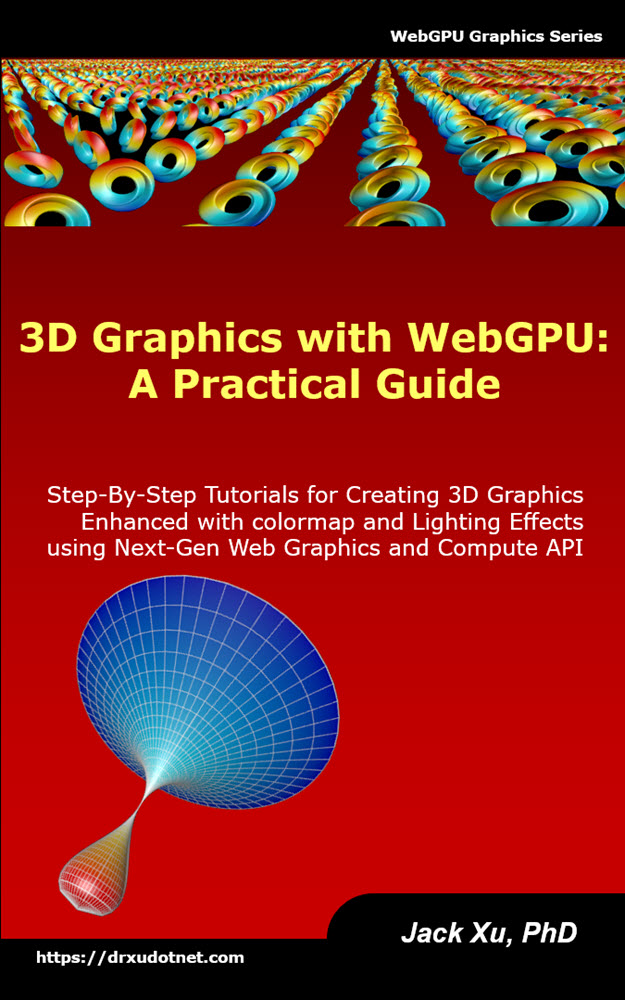 WebGPU Graphics Series
3D Graphics with WebGPU:
A Practical Guide
Step-By-Step Tutorials for Creating 3D Graphics
Enhanced with colormap and Lighting Effects
using Next-Gen Web Graphics and Compute API
Jack Xu, PhD
https://drxudotnet.com